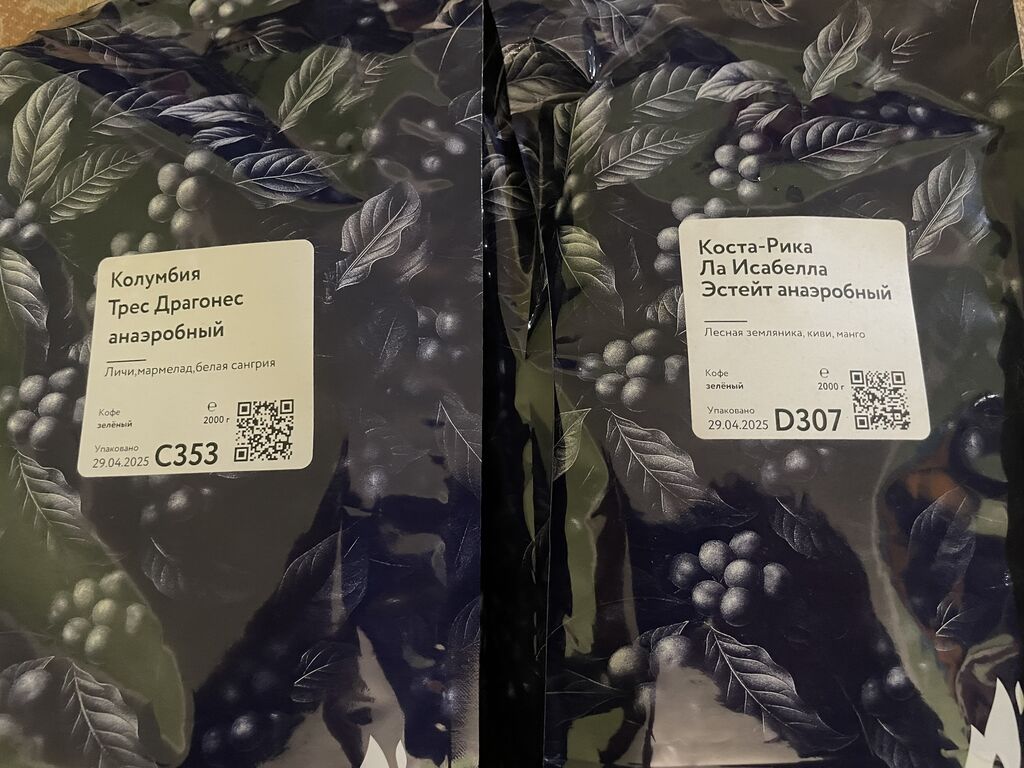 Колумбия
Трес Драгонес
анаэробный
Личи,мармелад,белая сангрия
Кофе
зелёный
℮
2000 г
Упаковано
29.04.2025
C353
Коста-Рика
Ла Исабелла
Эстейт анаэробный
Лесная земляника, киви, манго
Кофе
зелёный
℮
2000 г
Упаковано
29.04.2025
D307